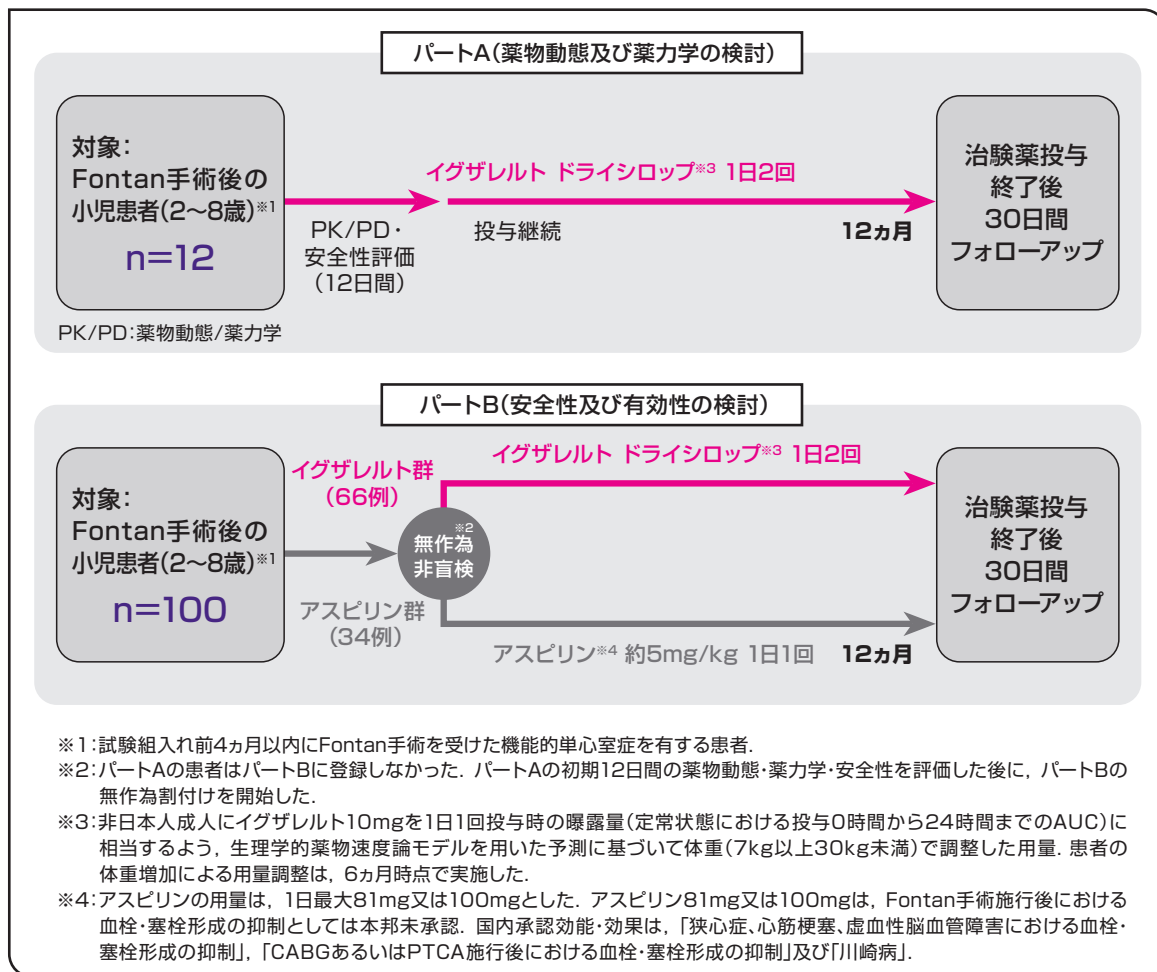 パートA(薬物動態及び薬力学の検討)
対象:
Fontan手術後の
小児患者(2〜8歳)※1
n=12
PK/PD・
安全性評価
(12日間)
イグザレルト ドライシロップ※3 1日2回
投与継続
12ヵ月
治験薬投与
終了後
30日間
フォローアップ
PK/PD:薬物動態/薬力学
パートB(安全性及び有効性の検討)
対象:
Fontan手術後の
小児患者(2〜8歳)※1
n=100
イグザレルト群
(66例)
※2
無作為
非盲検
アスピリン群
(34例)
イグザレルト ドライシロップ※3 1日2回
アスピリン※4 約5mg/kg 1日1回
12ヵ月
治験薬投与
終了後
30日間
フォローアップ
※1:試験組入れ前4ヵ月以内にFontan手術を受けた機能的単心室症を有する患者.
※2:パートAの患者はパートBに登録しなかった. パートAの初期12日間の薬物動態・薬力学・安全性を評価した後に, パートBの
無作為割付けを開始した.
※3:非日本人成人にイグザレルト10mgを1日1回投与時の曝露量(定常状態における投与0時間から24時間までのAUC)に
相当するよう, 生理学的薬物速度論モデルを用いた予測に基づいて体重(7kg以上30kg未満)で調整した用量. 患者の
体重増加による用量調整は, 6ヵ月時点で実施した.
※4:アスピリンの用量は, 1日最大81mg又は100mgとした. アスピリン81mg又は100mgは, Fontan手術施行後における
血栓・塞栓形成の抑制としては本邦未承認. 国内承認効能・効果は, 「狭心症、心筋梗塞、虚血性脳血管障害における血栓・
塞栓形成の抑制」, 「CABGあるいはPTCA施行後における血栓・塞栓形成の抑制」及び「川崎病」.